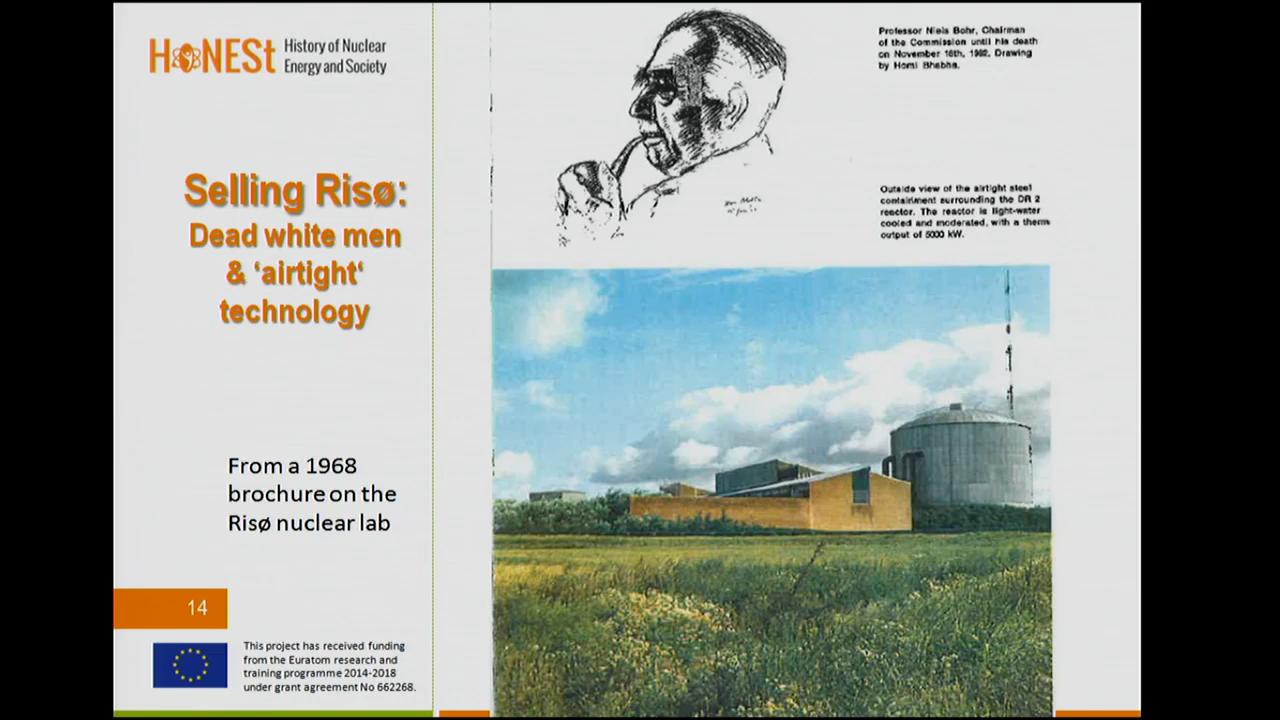 HoNESt
History of Nuclear
Energy and Society
Selling Risø:
Dead white men
& ‘airtight‘
technology
From a 1968
brochure on the
Risø nuclear lab
14
This project has received funding
from the Euratom research and
training programme 2014-2018
under grant agreement No 662268.
Professor Niels Bohr, Chairman
of the Commission until his death
on November 18th, 1962. Drawing
by Homi Bhabha.
Outside view of the airtight steel
containment surrounding the DR 2
reactor. The reactor is light-water
cooled and moderated, with a therm
output of 5000 kW.